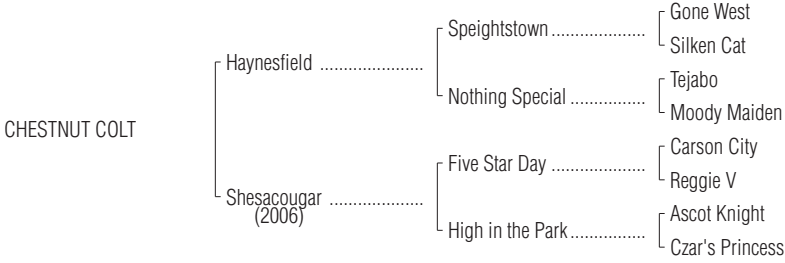 Gone West
Speightstown ....................
Silken Cat
Haynesfield ......................
Tejabo
Nothing Special ................
Moody Maiden
CHESTNUT COLT
Carson City
Five Star Day ....................
Reggie V
Shesacougar ....................
(2006)
Ascot Knight
High in the Park ................
Czar's Princess